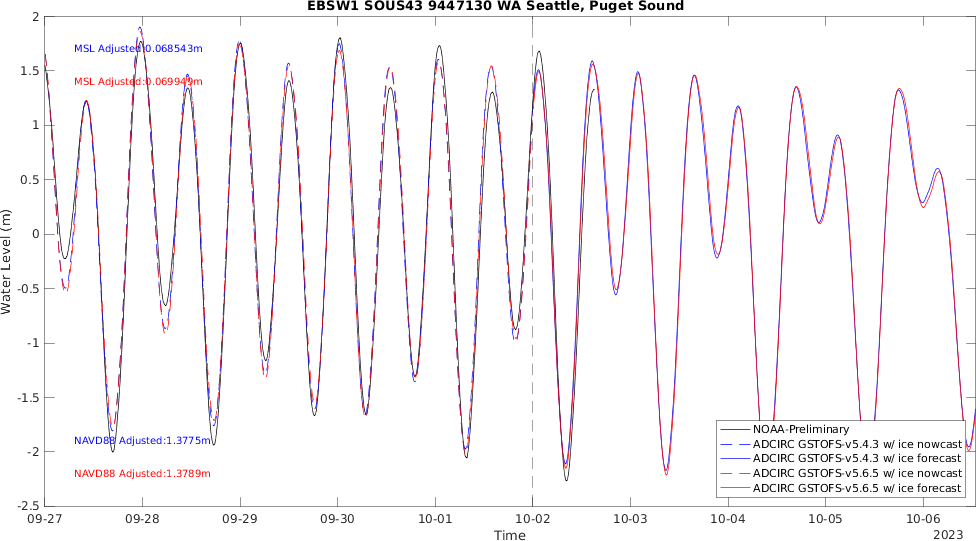 EBSW1 SOUS43 9447130 WA Seattle, Puget Sound
2
1.5
1
0.5
0
-0.5
-1
-1.5
-2
-2.5
Water Level (m)
MSL Adjusted:0.068543m
MSL Adjusted:0.069949m
NAVD88 Adjusted:1.3775m
NAVD88 Adjusted:1.3789m
NOAA-Preliminary
ADCIRC GSTOFS-v5.4.3 w/ ice nowcast
ADCIRC GSTOFS-v5.4.3 w/ ice forecast
ADCIRC GSTOFS-v5.6.5 w/ ice nowcast
ADCIRC GSTOFS-v5.6.5 w/ ice forecast
09-27 09-28 09-29 09-30 10-01 10-02 10-03 10-04 10-05 10-06
Time
2023